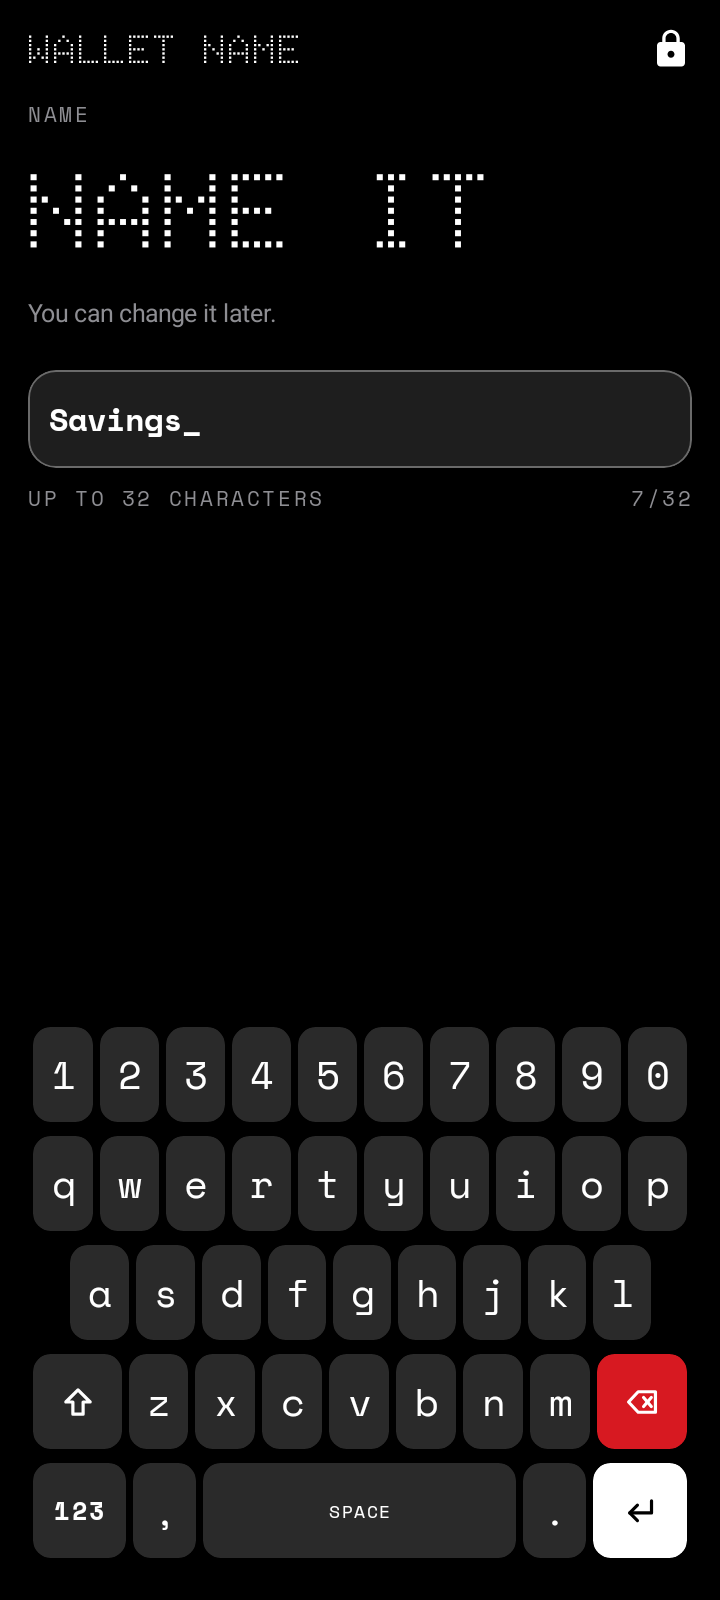 WALLET NAME
NAME
NAME IT
You can change it later.
Savings_
UP TO 32 CHARACTERS 7/32
1 2 3 4 5 6 7 8 9 0
q w e r t y u i o p
a s d f g h j k l
z x c v b n m
123 , SPACE .